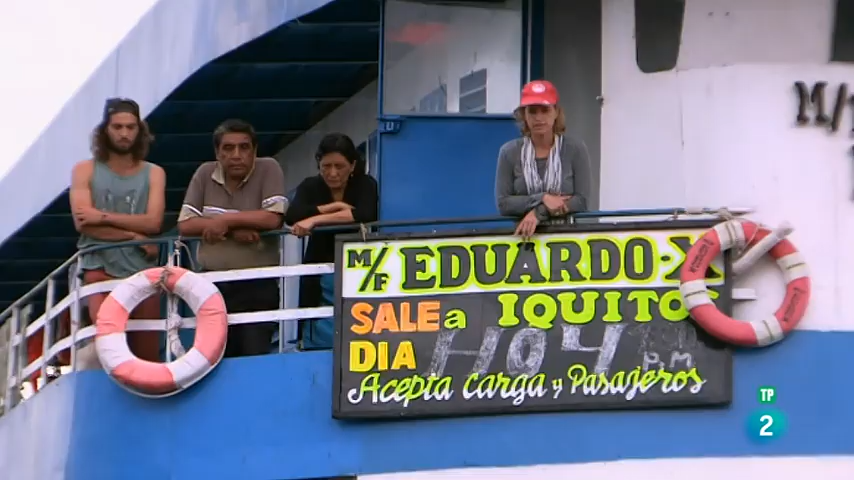 M/F EDUARDO-X
SALE a IQUITOS
DIA HOY
P.M
Acepta carga y Pasajeros
M/
TP
2